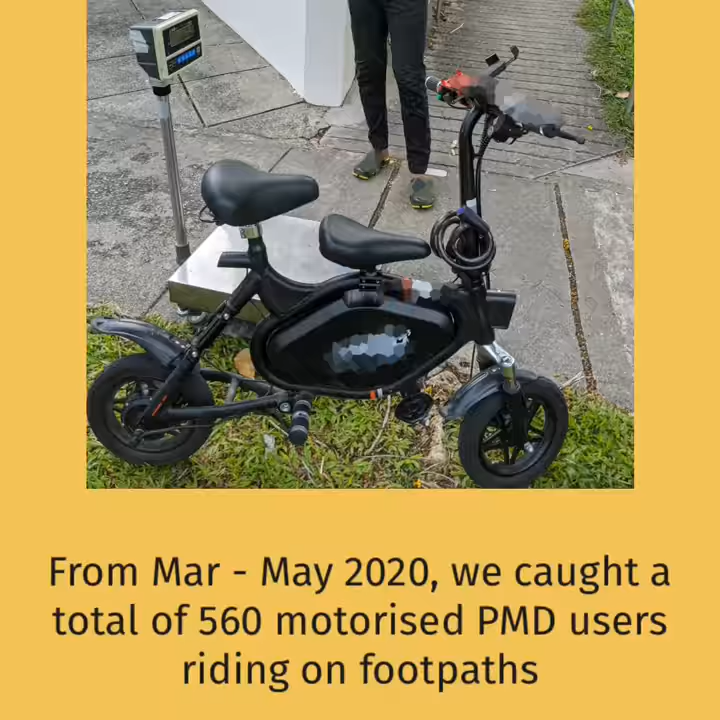 From Mar - May 2020, we caught a
total of 560 motorised PMD users
riding on footpaths